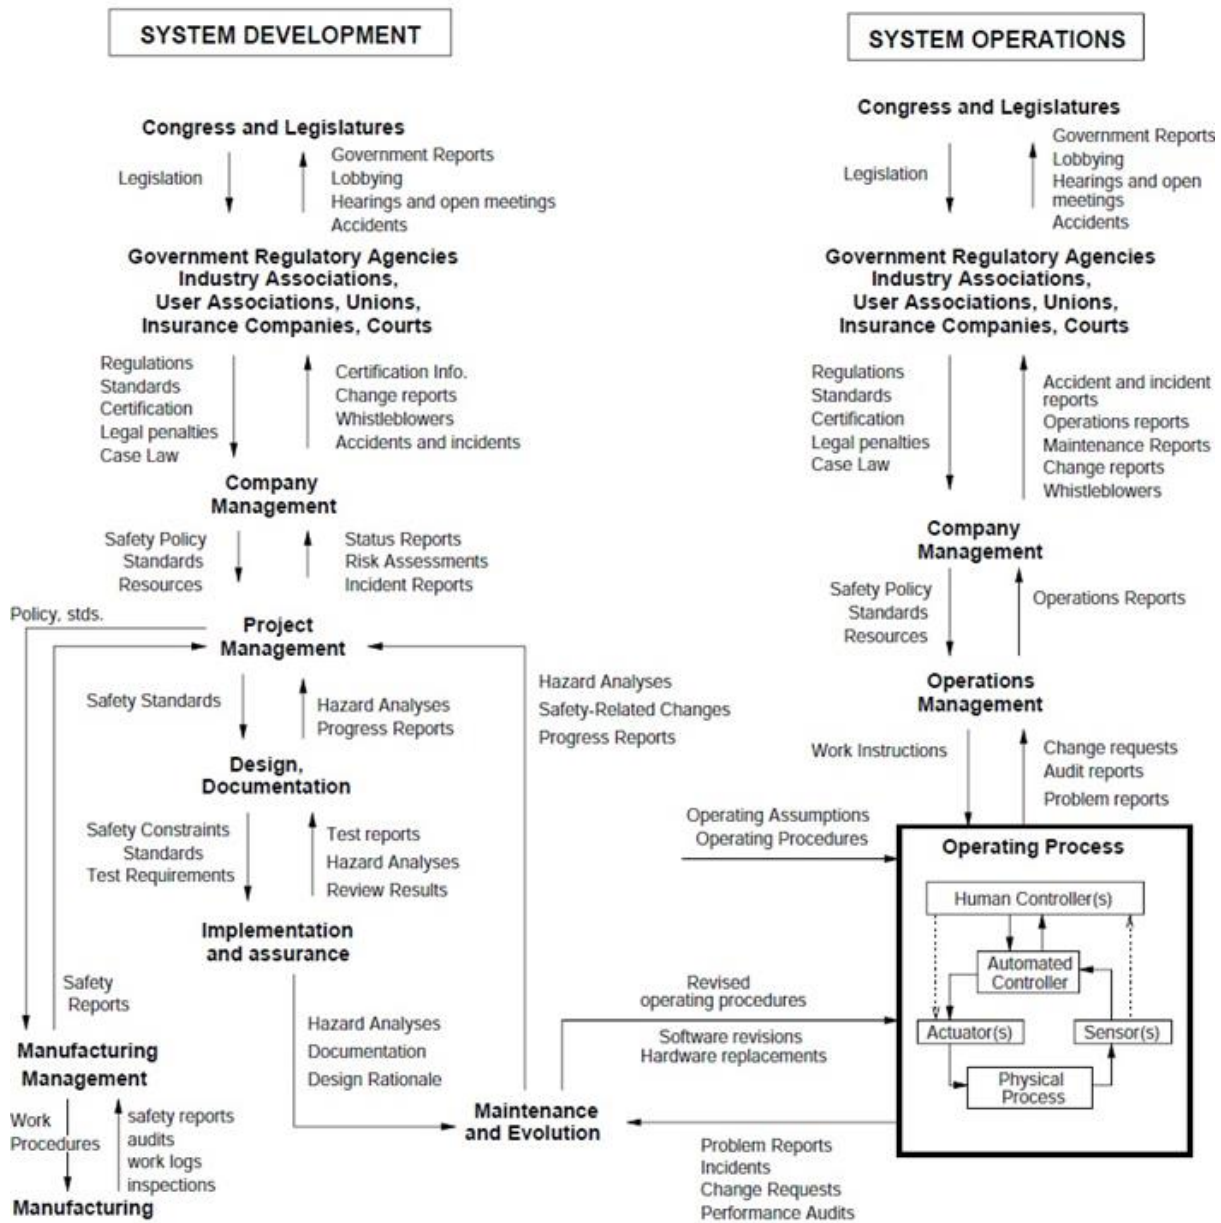 SYSTEM DEVELOPMENT
Congress and Legislatures
Legislation
Government Reports
Lobbying
Hearings and open meetings
Accidents
Government Regulatory Agencies
Industry Associations,
User Associations, Unions,
Insurance Companies, Courts
Regulations
Standards
Certification
Legal penalties
Case Law
Certification Info.
Change reports
Whistleblowers
Accidents and incidents
Company
Management
Safety Policy
Standards
Resources
Status Reports
Risk Assessments
Incident Reports
Policy, stds.
Project
Management
Safety Standards
Hazard Analyses
Progress Reports
Hazard Analyses
Safety-Related Changes
Progress Reports
Design,
Documentation
Safety Constraints
Standards
Test Requirements
Test reports
Hazard Analyses
Review Results
Implementation
and assurance
Safety
Reports
Hazard Analyses
Documentation
Design Rationale
Manufacturing
Management
Work
Procedures
safety reports
audits
work logs
inspections
Manufacturing
Maintenance
and Evolution
SYSTEM OPERATIONS
Congress and Legislatures
Legislation
Government Reports
Lobbying
Hearings and open
meetings
Accidents
Government Regulatory Agencies
Industry Associations,
User Associations, Unions,
Insurance Companies, Courts
Regulations
Standards
Certification
Legal penalties
Case Law
Accident and incident
reports
Operations reports
Maintenance Reports
Change reports
Whistleblowers
Company
Management
Safety Policy
Standards
Resources
Operations Reports
Operations
Management
Work Instructions
Change requests
Audit reports
Problem reports
Operating Assumptions
Operating Procedures
Operating Process
Human Controller(s)
Automated
Controller
Actuator(s)
Sensor(s)
Physical
Process
Revised
operating procedures
Software revisions
Hardware replacements
Problem Reports
Incidents
Change Requests
Performance Audits